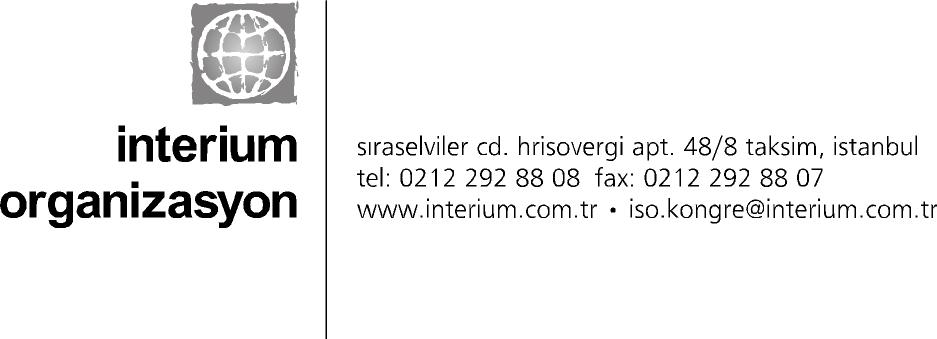 interium
organizasyon
sıraselviler cd. hrisovergi apt. 48/8 taksim, istanbul
tel: 0212 292 88 08 fax: 0212 292 88 07
www.interium.com.tr • iso.kongre@interium.com.tr